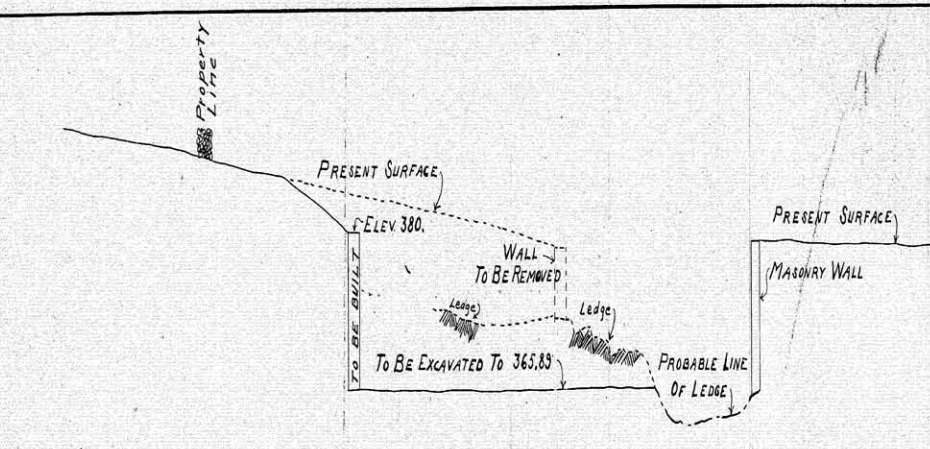 Property
Line
PRESENT SURFACE
ELEV. 380.
WALL
TO BE REMOVED
PRESENT SURFACE
MASONRY WALL
TO BE BUILT
Ledge
Ledge
TO BE EXCAVATED TO 365.89
PROBABLE LINE
OF LEDGE